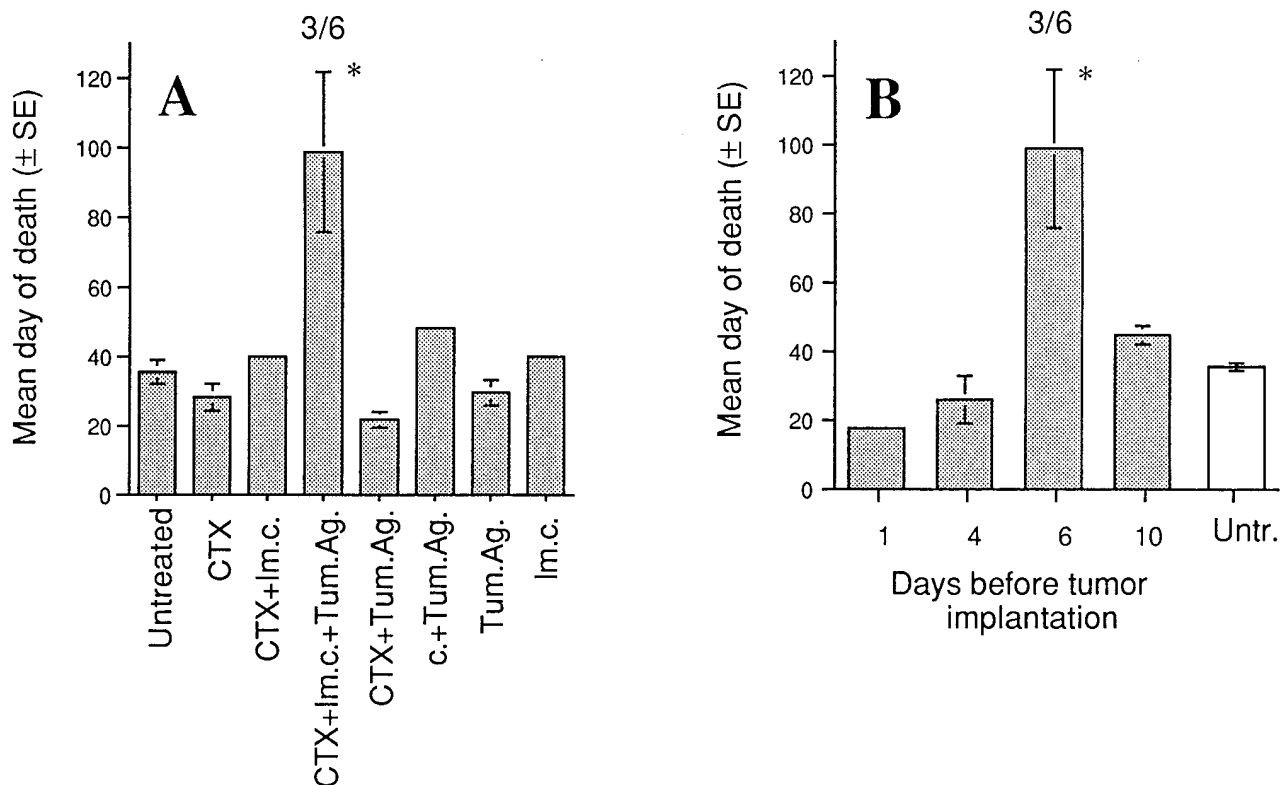 3/6
A
*
Mean day of death (± SE)
120
100
80
60
40
20
0
Untreated
CTX
CTX+Im.c.
CTX+Im.c.+Tum.Ag.
CTX+Tum.Ag.
c.+Tum.Ag.
Tum.Ag.
Im.c.
3/6
B
*
Mean day of death (± SE)
120
100
80
60
40
20
0
1 4 6 10 Untr.
Days before tumor
implantation